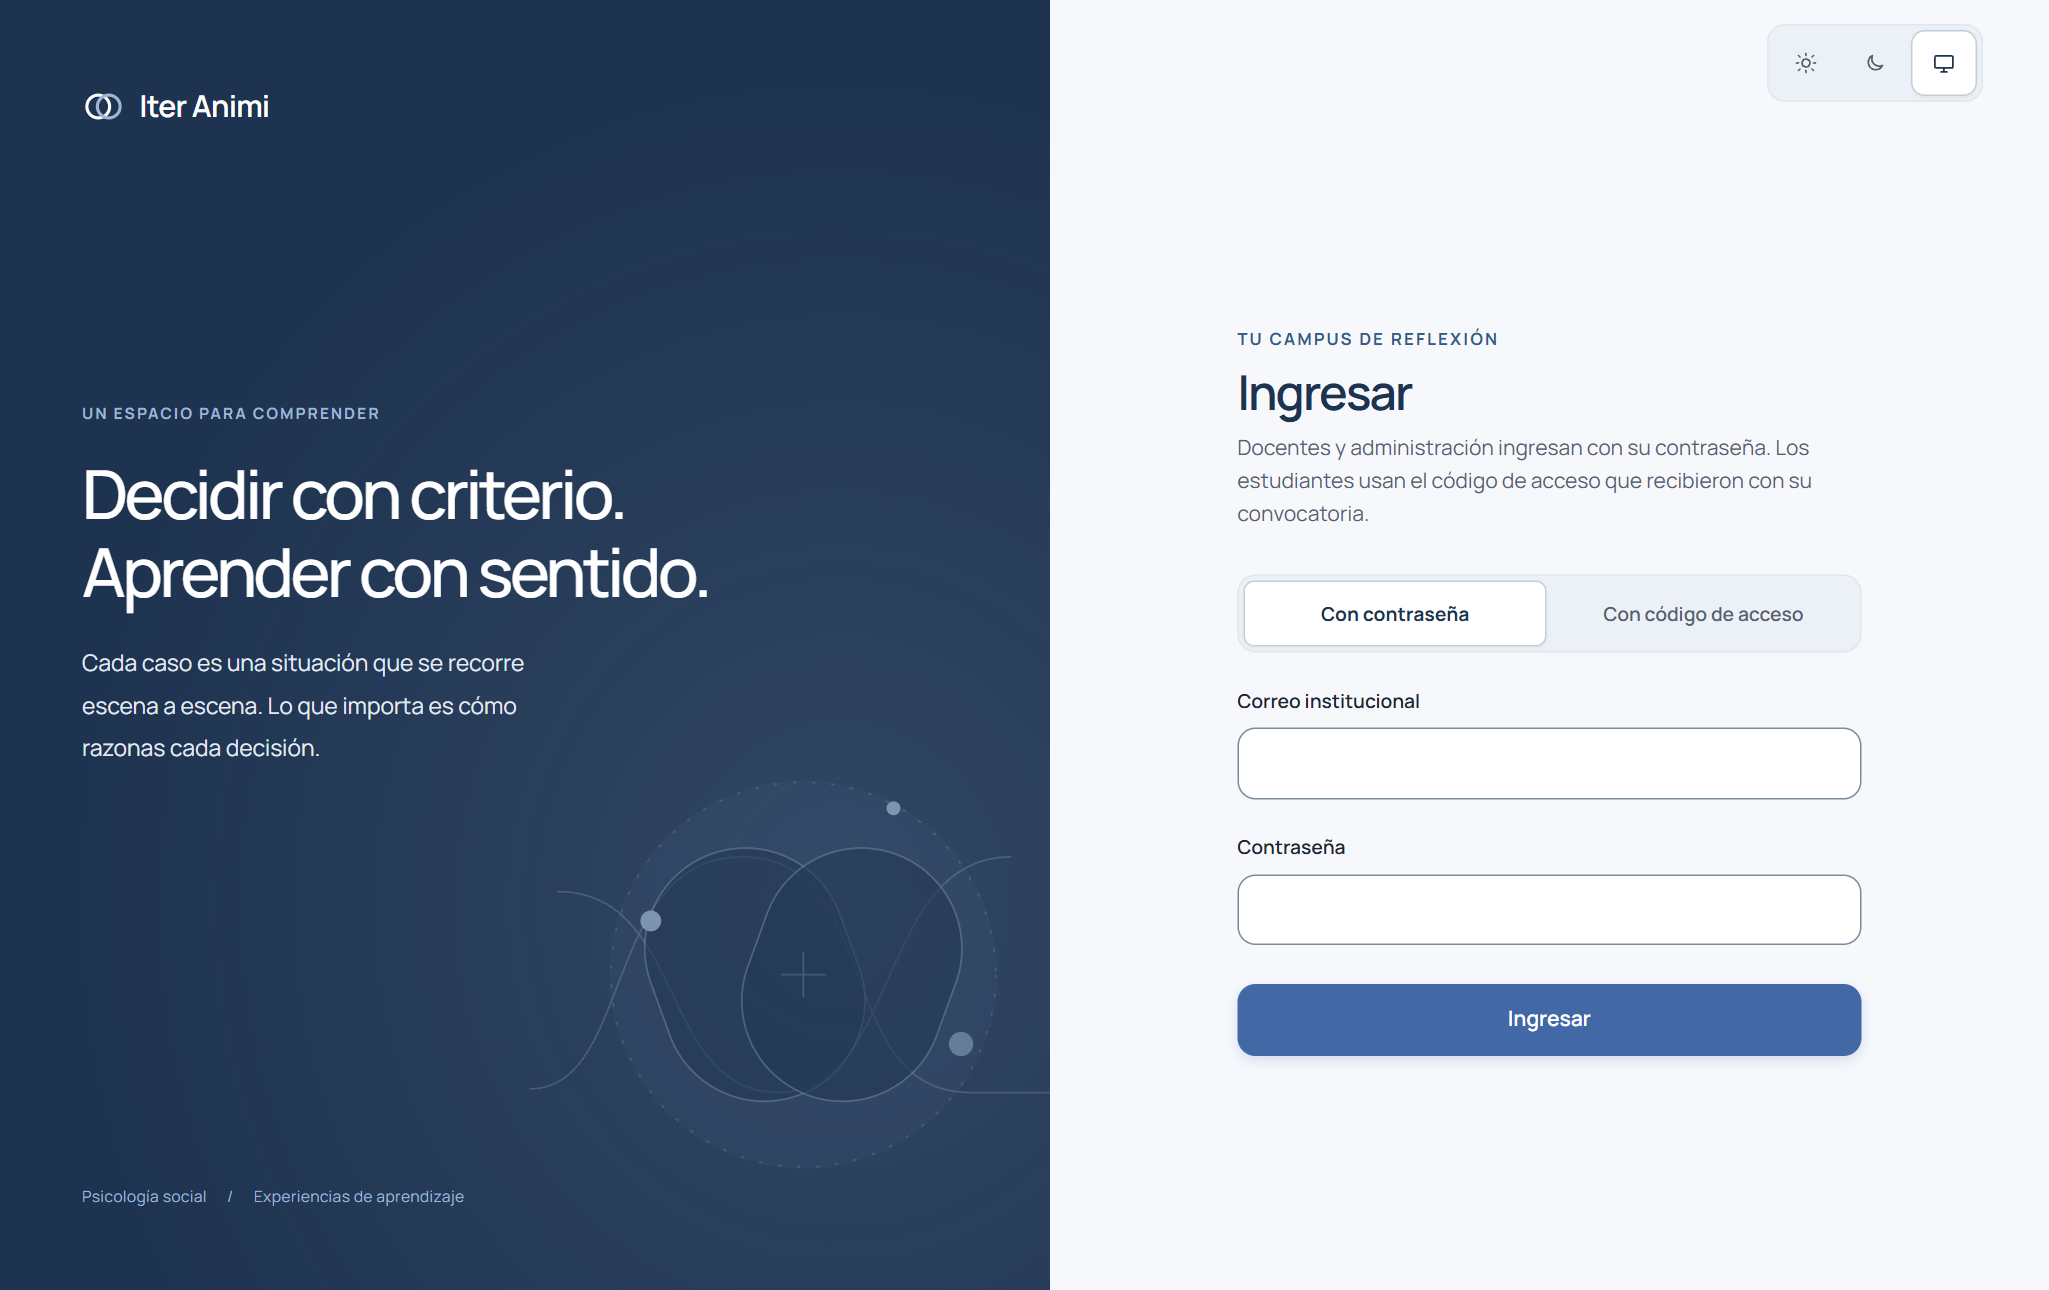 Iter Animi
UN ESPACIO PARA COMPRENDER
Decidir con criterio.
Aprender con sentido.
Cada caso es una situación que se recorre
escena a escena. Lo que importa es cómo
razonas cada decisión.
Psicología social / Experiencias de aprendizaje
TU CAMPUS DE REFLEXIÓN
Ingresar
Docentes y administración ingresan con su contraseña. Los
estudiantes usan el código de acceso que recibieron con su
convocatoria.
Con contraseña Con código de acceso
Correo institucional
Contraseña
Ingresar